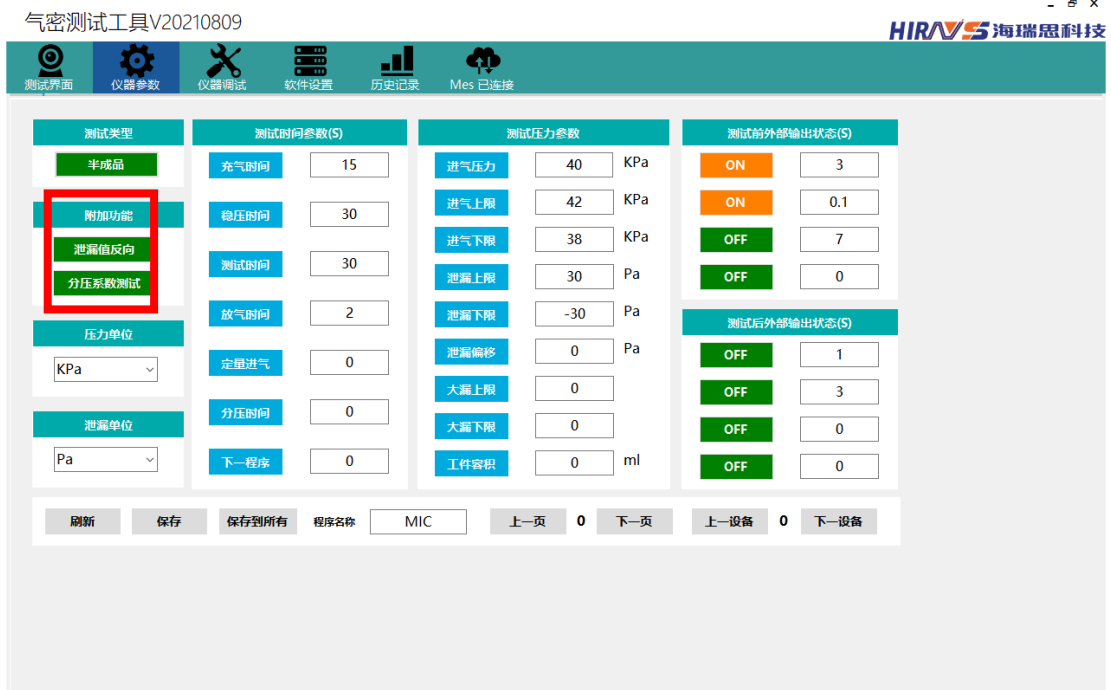 气密测试工具V20210809
HIRAYS 海瑞思科技
测试界面 仪器参数 仪器调试 软件设置 历史记录 Mes 已连接
测试类型
半成品
附加功能
泄漏值反向
分压系数测试
压力单位
KPa
泄漏单位
Pa
测试时间参数(S)
充气时间 15
稳压时间 30
测试时间 30
放气时间 2
定量进气 0
分压时间 0
下一程序 0
测试压力参数
进气压力 40 KPa
进气上限 42 KPa
进气下限 38 KPa
泄漏上限 30 Pa
泄漏下限 -30 Pa
泄漏偏移 0 Pa
大漏上限 0
大漏下限 0
工件容积 0 ml
测试前外部输出状态(S)
ON 3
ON 0.1
OFF 7
OFF 0
测试后外部输出状态(S)
OFF 1
OFF 3
OFF 0
OFF 0
刷新 保存 保存到所有 程序名称 MIC 上一页 0 下一页 上一设备 0 下一设备